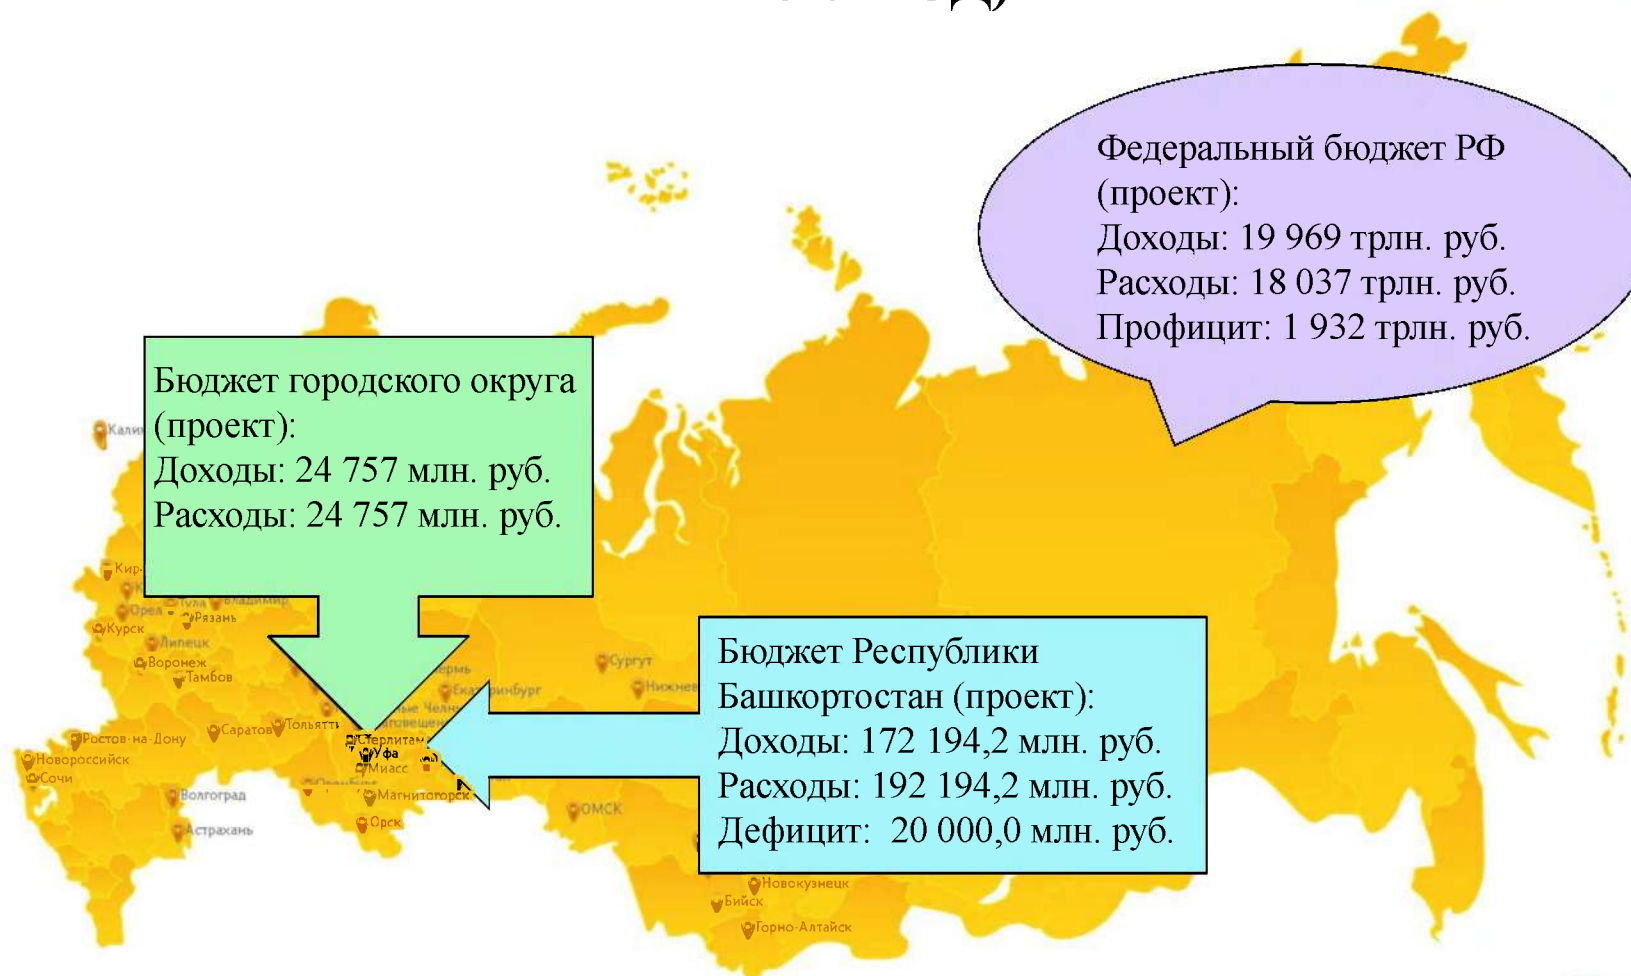 Федеральный бюджет РФ
(проект):
Доходы: 19 969 трлн. руб.
Расходы: 18 037 трлн. руб.
Профицит: 1 932 трлн. руб.
Бюджет городского округа
(проект):
Доходы: 24 757 млн. руб.
Расходы: 24 757 млн. руб.
Бюджет Республики
Башкортостан (проект):
Доходы: 172 194,2 млн. руб.
Расходы: 192 194,2 млн. руб.
Дефицит: 20 000,0 млн. руб.
Орел
Тула
Владимир
Рязань
Курск
Липецк
Воронеж
Тамбов
Сургут
Саратов
Ростов-на-Дону
Новороссийск
Сочи
Уфа
Миасс
Волгоград
Магнитогорск
Астрахань
Орск
ОМСК
Новокузнецк
Бийск
Горно-Алтайск